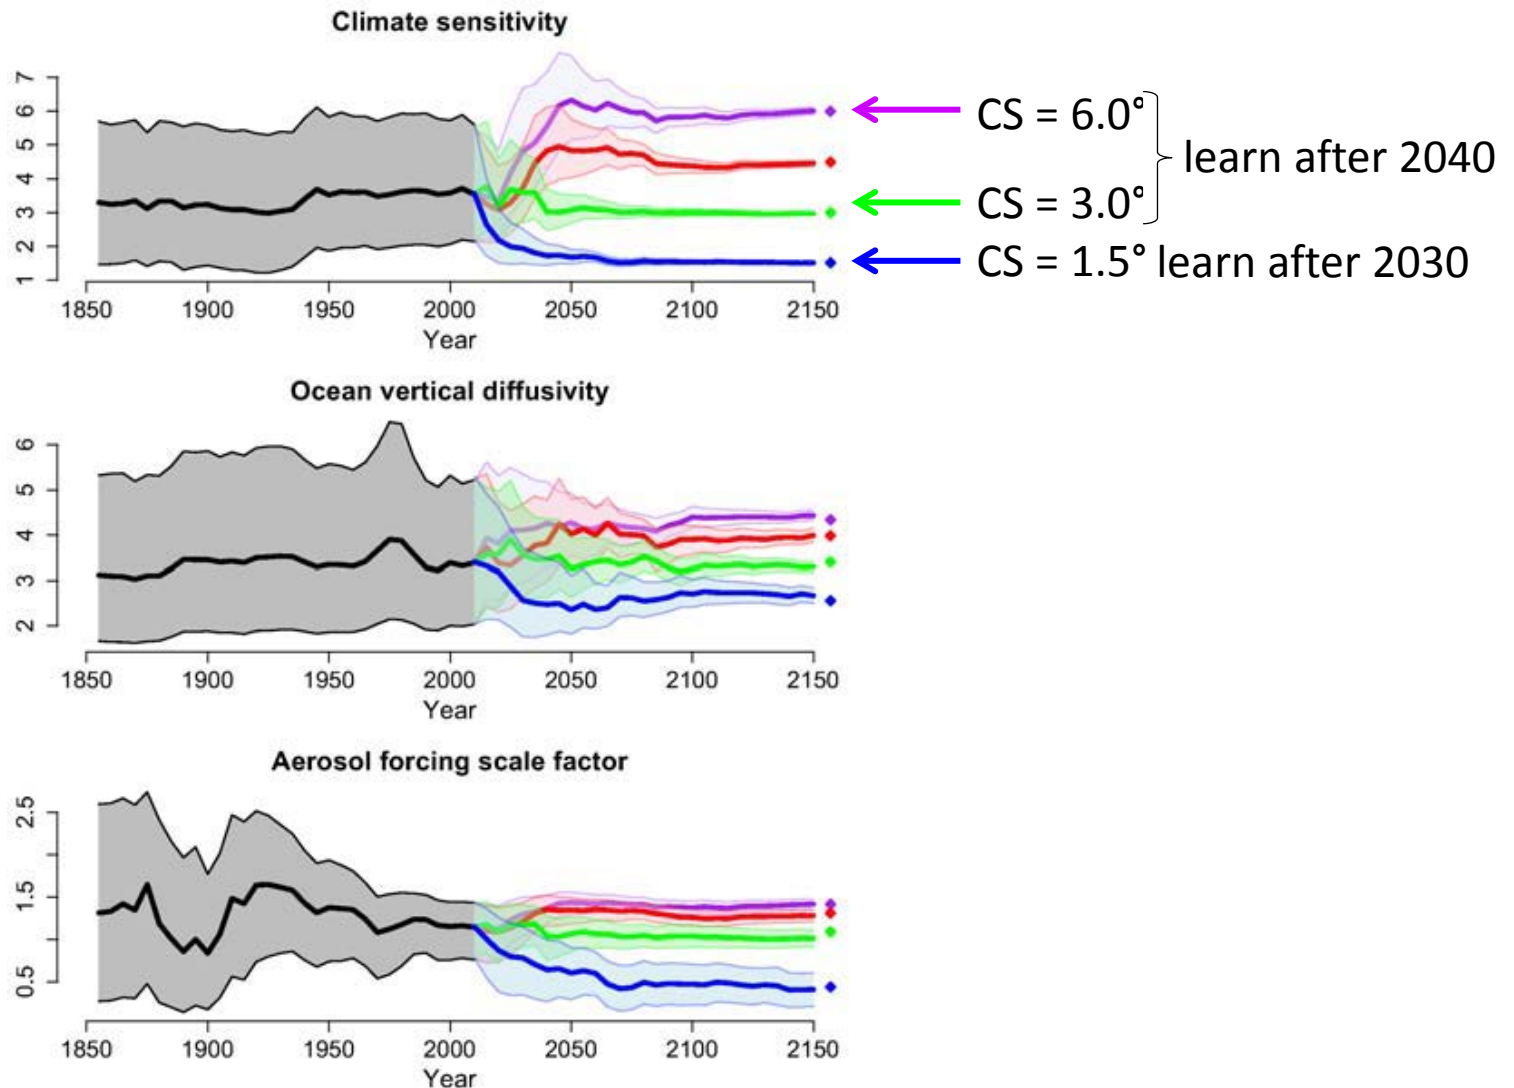 Climate sensitivity
7
6
5
4
3
2
1
1850 1900 1950 2000 2050 2100 2150
Year
CS = 6.0°
learn after 2040
CS = 3.0°
CS = 1.5° learn after 2030
Ocean vertical diffusivity
6
5
4
3
2
1850 1900 1950 2000 2050 2100 2150
Year
Aerosol forcing scale factor
2.5
1.5
0.5
1850 1900 1950 2000 2050 2100 2150
Year